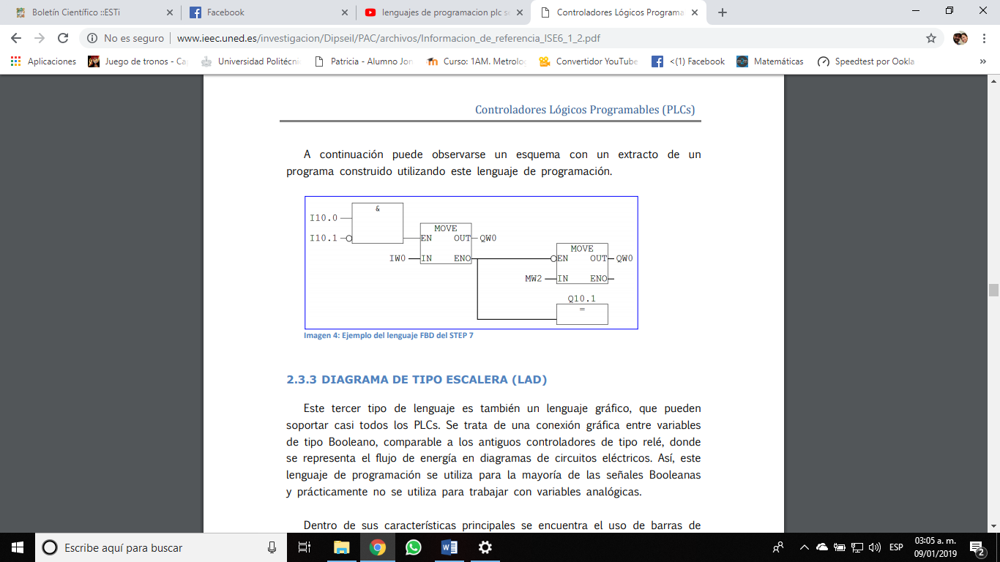 Boletín Científico ::ESTi
Facebook
lenguajes de programacion plc s
Controladores Lógicos Programa
No es seguro
www.ieec.uned.es/investigacion/Dipseil/PAC/archivos/Informacion_de_referencia_ISE6_1_2.pdf
Aplicaciones
Juego de tronos - Ca
Universidad Politécni
Patricia - Alumno Jon
Curso: 1AM. Metrolo
Convertidor YouTube
<(1) Facebook
Matemáticas
Speedtest por Ookla
»
Controladores Lógicos Programables (PLCs)
A continuación puede observarse un esquema con un extracto de un
programa construido utilizando este lenguaje de programación.
&
I10.0
I10.1
MOVE
EN OUT QW0
IW0 IN ENO
MOVE
EN OUT QW0
MW2 IN ENO
Q10.1
=
Imagen 4: Ejemplo del lenguaje FBD del STEP 7
2.3.3 DIAGRAMA DE TIPO ESCALERA (LAD)
Este tercer tipo de lenguaje es también un lenguaje gráfico, que pueden
soportar casi todos los PLCs. Se trata de una conexión gráfica entre variables
de tipo Booleano, comparable a los antiguos controladores de tipo relé, donde
se representa el flujo de energía en diagramas de circuitos eléctricos. Así, este
lenguaje de programación se utiliza para la mayoría de las señales Booleanas
y prácticamente no se utiliza para trabajar con variables analógicas.
Dentro de sus características principales se encuentra el uso de barras de
Escribe aquí para buscar
ESP
03:05 a. m.
09/01/2019
2